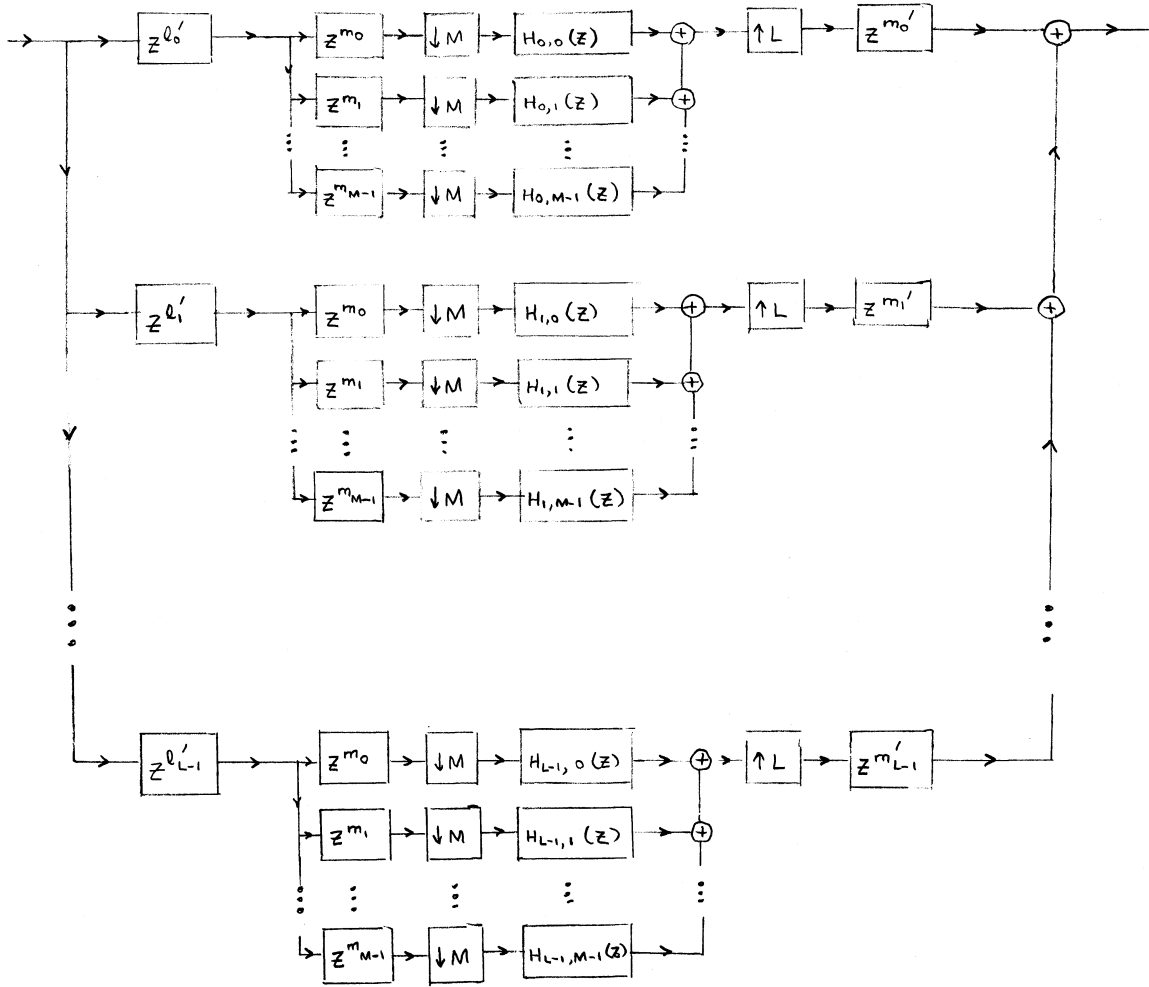 z^{l_0'} z^{m_0} ↓M H_{0,0}(z) + ↑L z^{m_0'} +
z^{m_1} ↓M H_{0,1}(z) +
z^{m_{M-1}} ↓M H_{0,M-1}(z)
z^{l_1'} z^{m_0} ↓M H_{1,0}(z) + ↑L z^{m_1'} +
z^{m_1} ↓M H_{1,1}(z) +
z^{m_{M-1}} ↓M H_{1,M-1}(z)
z^{l_{L-1}'} z^{m_0} ↓M H_{L-1,0}(z) + ↑L z^{m_{L-1}'}
z^{m_1} ↓M H_{L-1,1}(z) +
z^{m_{M-1}} ↓M H_{L-1,M-1}(z)